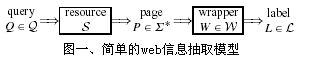 query resource page wrapper label
Q ∈ 𝒬 𝒮 P ∈ Σ* W ∈ 𝒲 L ∈ ℒ
图一、简单的web信息抽取模型